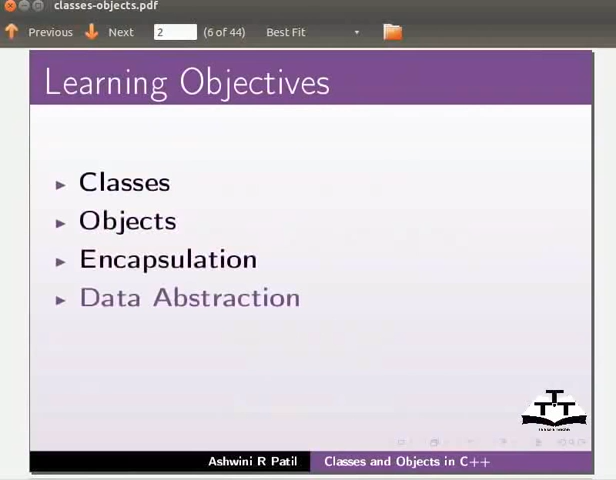 classes-objects.pdf
Previous Next 2 (6 of 44) Best Fit
Learning Objectives
Classes
Objects
Encapsulation
Data Abstraction
Ashwini R Patil Classes and Objects in C++